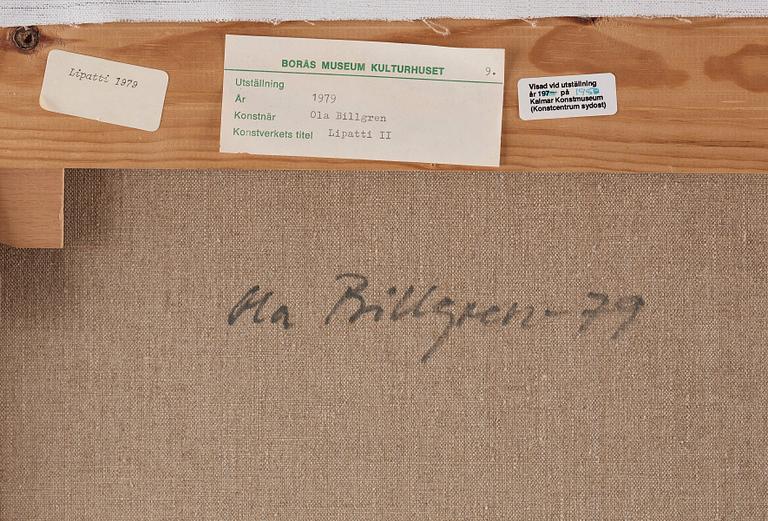 Lipatti 1979
BORÅS MUSEUM KULTURHUSET 9.
Utställning
År 1979
Konstnär Ola Billgren
Konstverkets titel Lipatti II
Visad vid utställning
år 197 på
Kalmar Konstmuseum
(Konstcentrum sydost)
Ola Billgren - 79